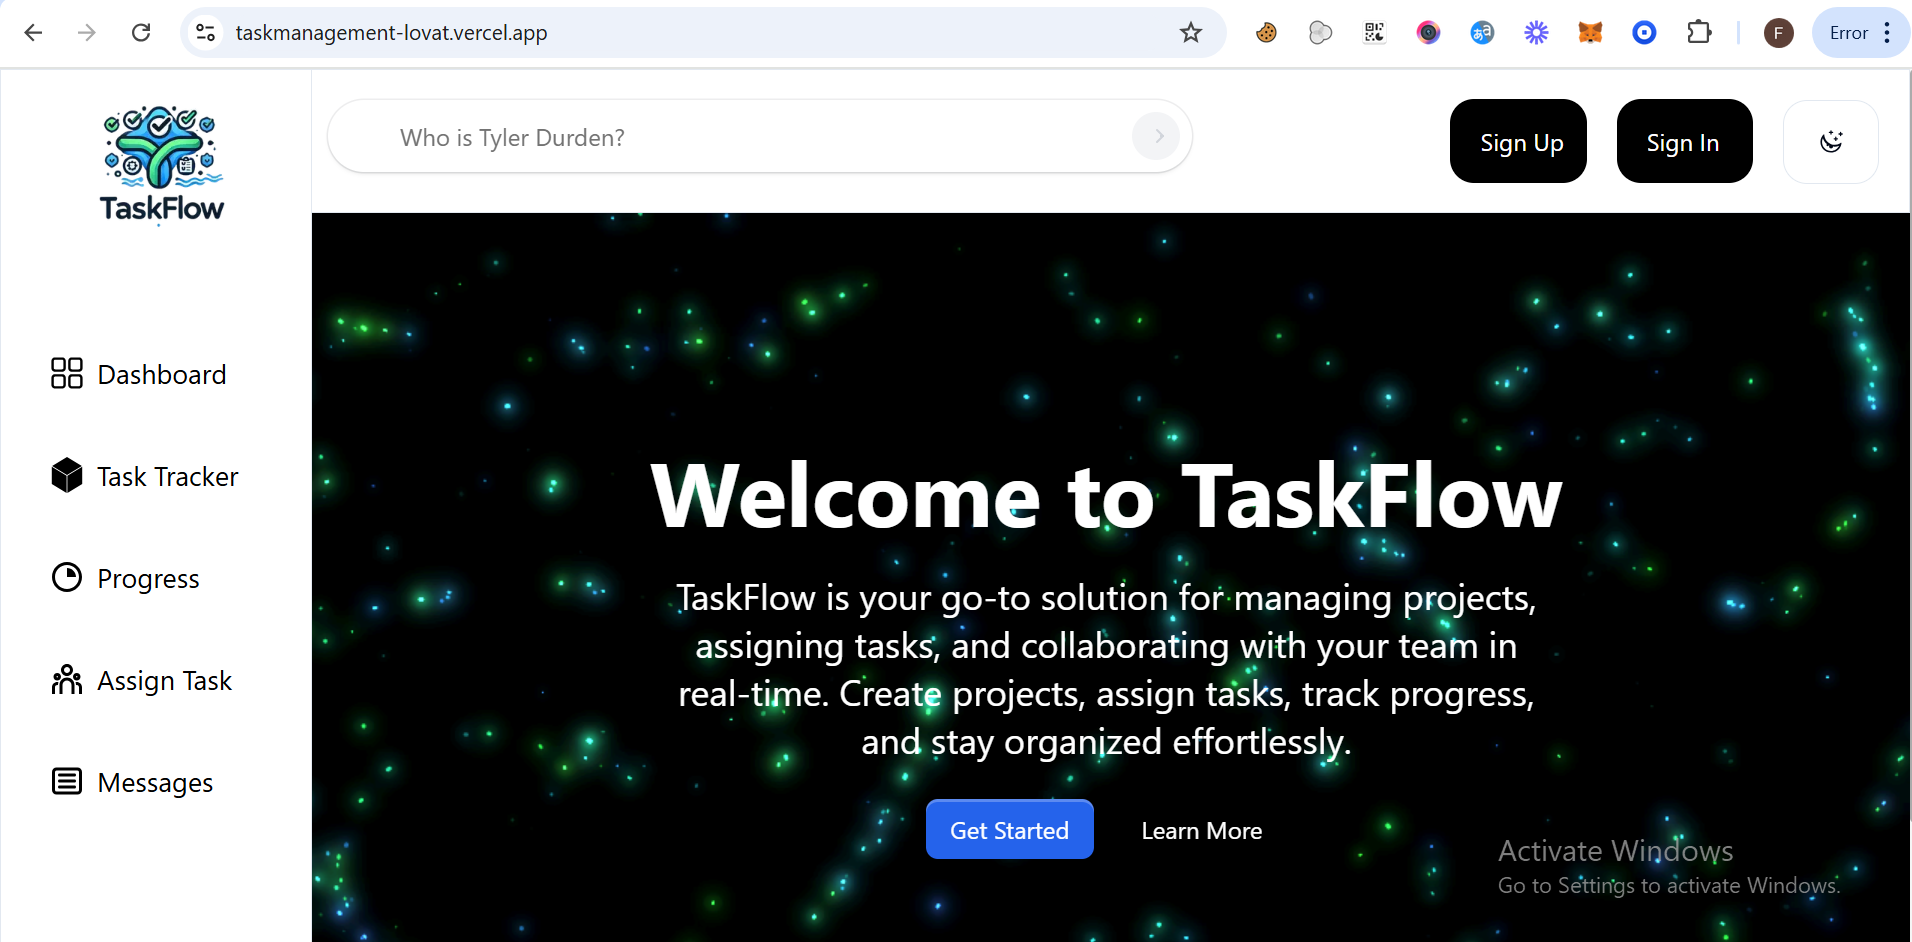 taskmanagement-lovat.vercel.app
F
Error
TaskFlow
Who is Tyler Durden?
Sign Up
Sign In
Dashboard
Task Tracker
Progress
Assign Task
Messages
Welcome to TaskFlow
TaskFlow is your go-to solution for managing projects,
assigning tasks, and collaborating with your team in
real-time. Create projects, assign tasks, track progress,
and stay organized effortlessly.
Get Started
Learn More
Activate Windows
Go to Settings to activate Windows.